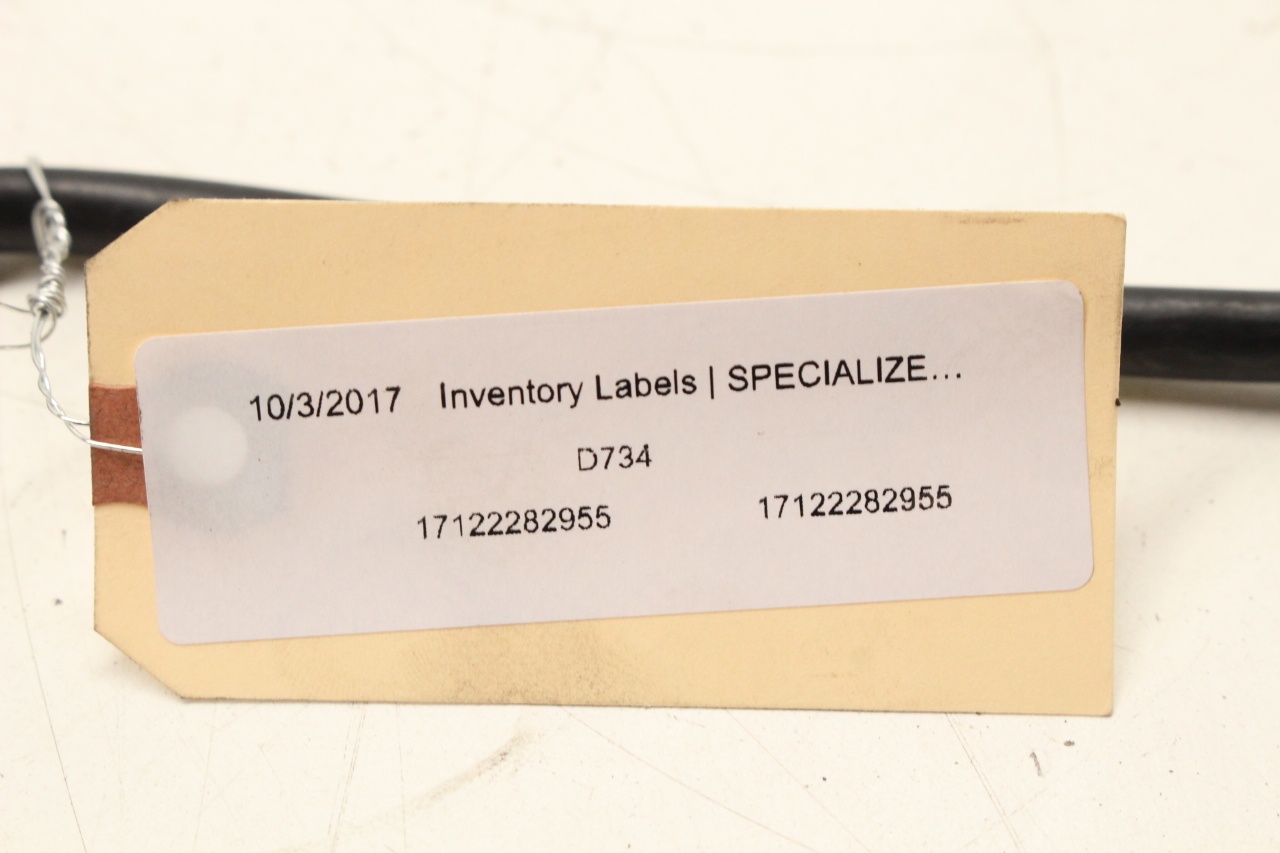 10/3/2017 Inventory Labels | SPECIALIZE...
D734
17122282955 17122282955